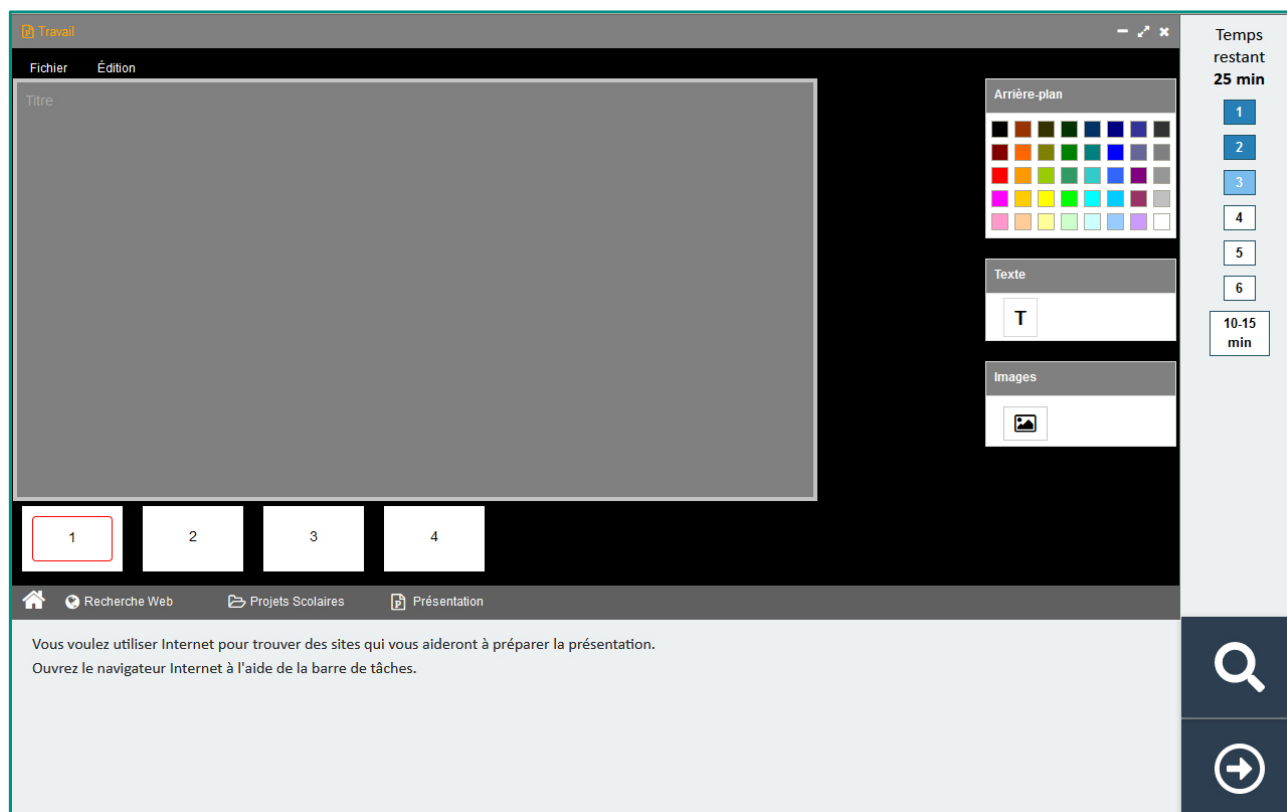 Travail
Fichier Édition
Titre
Arrière-plan
Texte
T
Images
1 2 3 4
Recherche Web Projets Scolaires Présentation
Vous voulez utiliser Internet pour trouver des sites qui vous aideront à préparer la présentation.
Ouvrez le navigateur Internet à l'aide de la barre de tâches.
Temps
restant
25 min
1
2
3
4
5
6
10-15
min